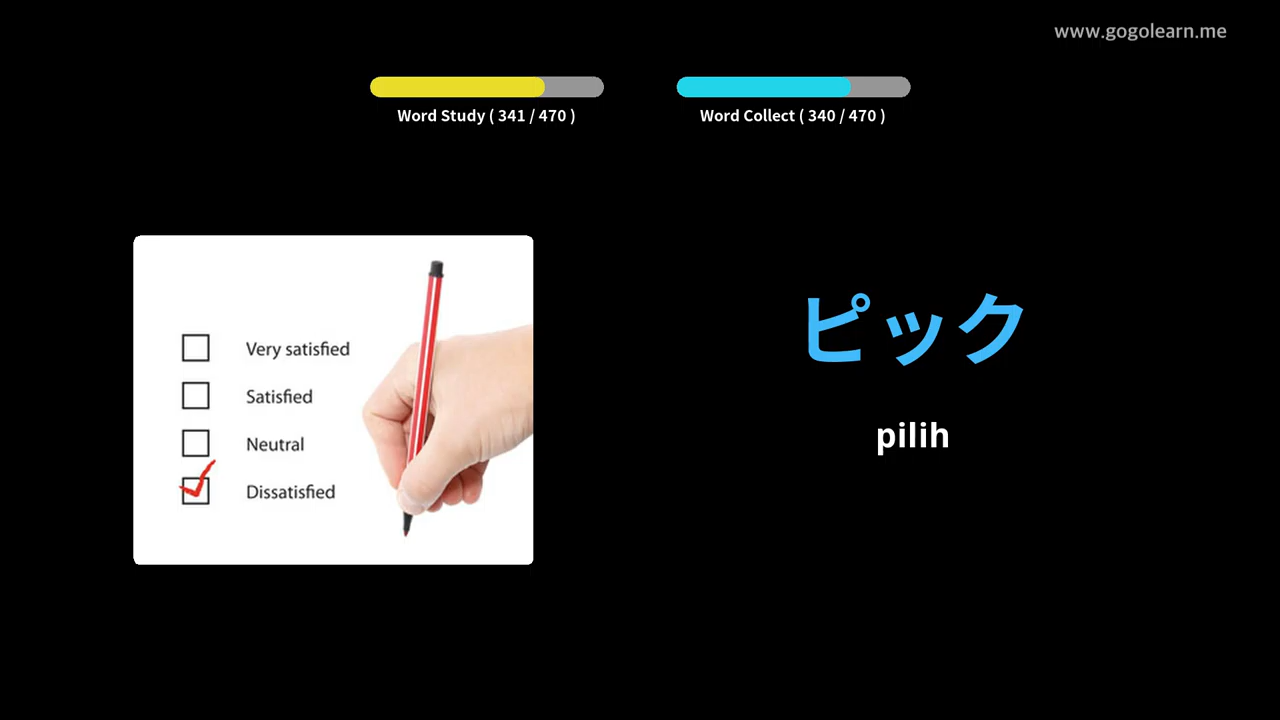 www.gogolearn.me
Word Study ( 341 / 470 )
Word Collect ( 340 / 470 )
Very satisfied
Satisfied
Neutral
Dissatisfied
ピック
pilih